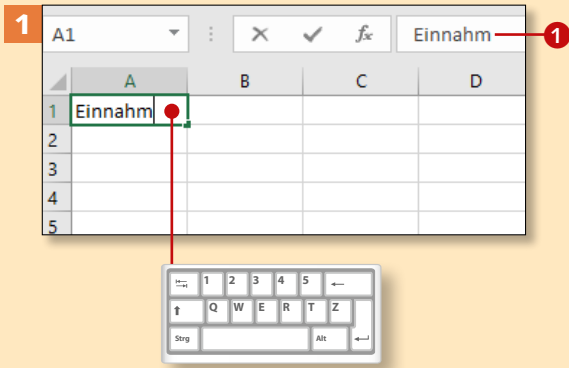 1
A1 fx Einnahm 1
A B C D
1 Einnahm
2
3
4
5
1 2 3 4 5
Q W E R T Z
Strg Alt